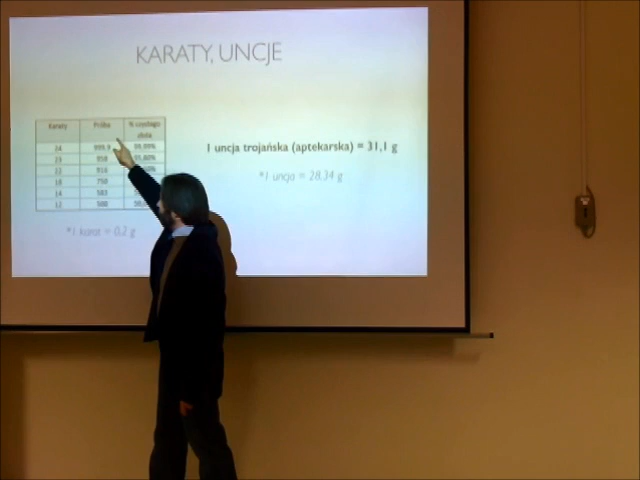 KARATY, UNCJE
Karaty Próba % czystego
złota
24 999,9 99,99%
23 958 95,80%
22 916
18 750
14 583
12 500
1 uncja trojańska (aptekarska) = 31,1 g
*1 uncja = 28,34 g
*1 karat = 0,2 g